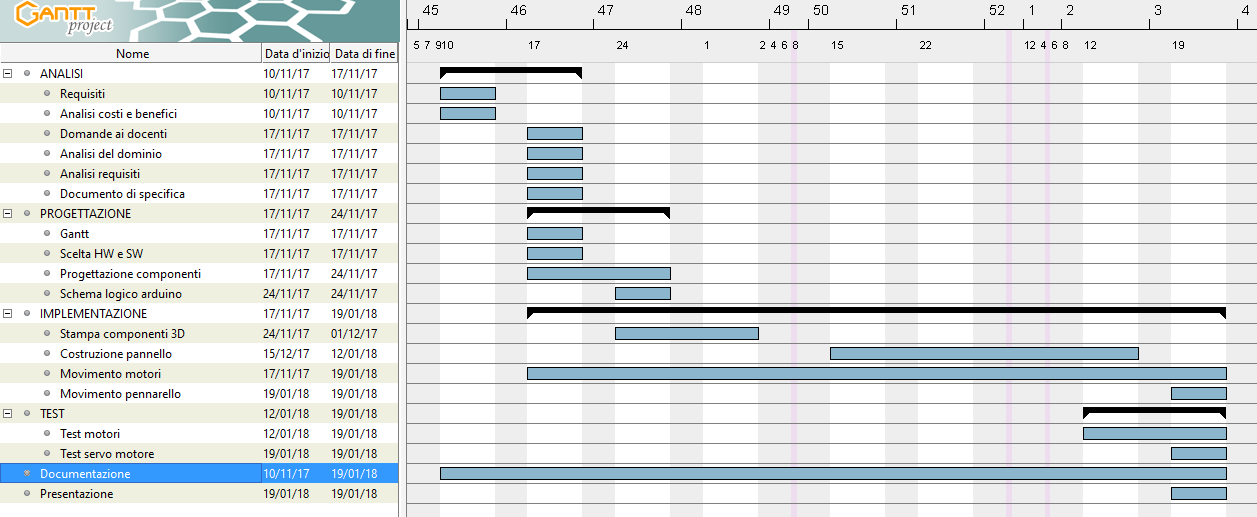 GANTT
project
45 46 47 48 49 50 51 52 1 2 3 4
5 7 910 17 24 1 2 4 6 8 15 22 12 4 6 8 12 19
Nome Data d'inizio Data di fine
ANALISI 10/11/17 17/11/17
Requisiti 10/11/17 10/11/17
Analisi costi e benefici 10/11/17 10/11/17
Domande ai docenti 17/11/17 17/11/17
Analisi del dominio 17/11/17 17/11/17
Analisi requisiti 17/11/17 17/11/17
Documento di specifica 17/11/17 17/11/17
PROGETTAZIONE 17/11/17 24/11/17
Gantt 17/11/17 17/11/17
Scelta HW e SW 17/11/17 17/11/17
Progettazione componenti 17/11/17 24/11/17
Schema logico arduino 24/11/17 24/11/17
IMPLEMENTAZIONE 17/11/17 19/01/18
Stampa componenti 3D 24/11/17 01/12/17
Costruzione pannello 15/12/17 12/01/18
Movimento motori 17/11/17 19/01/18
Movimento pennarello 19/01/18 19/01/18
TEST 12/01/18 19/01/18
Test motori 12/01/18 19/01/18
Test servo motore 19/01/18 19/01/18
Documentazione 10/11/17 19/01/18
Presentazione 19/01/18 19/01/18